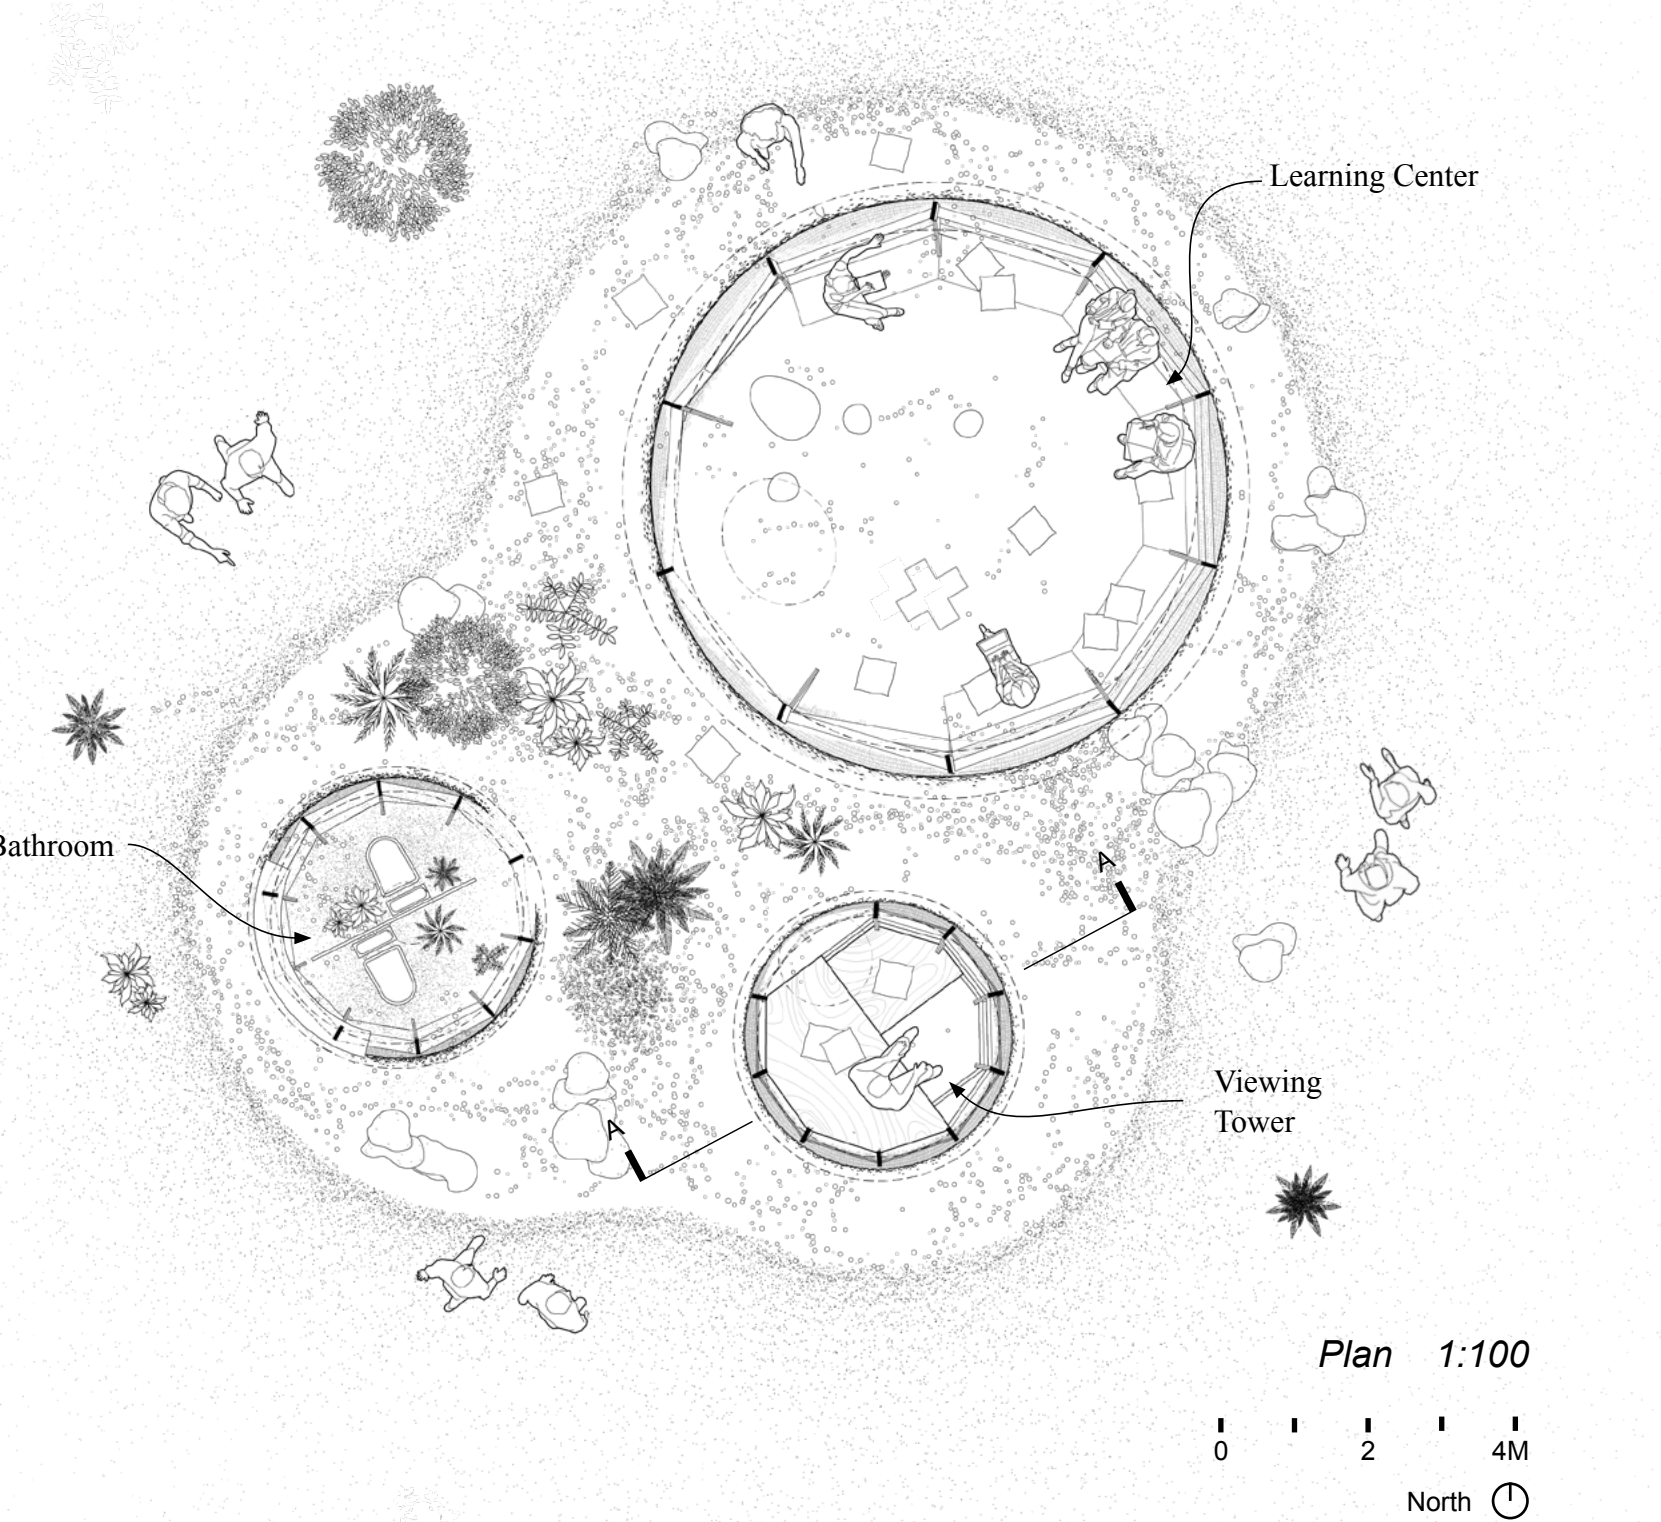 Learning Center
Bathroom
A
Viewing
Tower
A
Plan 1:100
0 2 4M
North